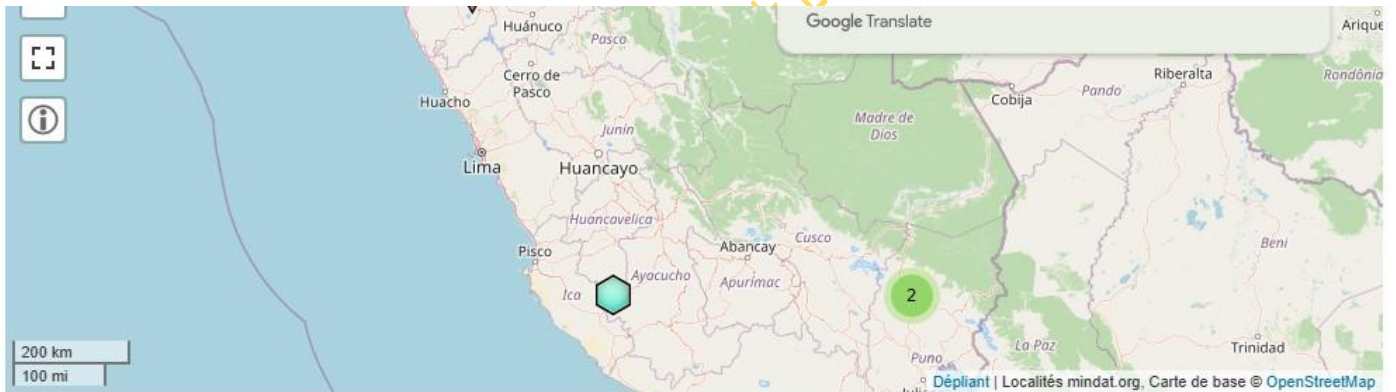 Google Translate
Arique
Huánuco
Pasco
Cerro de
Pasco
Riberalta
Rondônia
Huacho
Cobija
Pando
Junín
Madre de
Dios
Lima
Huancayo
Huancavelica
Pisco
Abancay
Cusco
Beni
Ayacucho
Apurímac
Ica
2
200 km
100 mi
Puno
La Paz
Trinidad
Dépliant | Localités mindat.org, Carte de base © OpenStreetMap